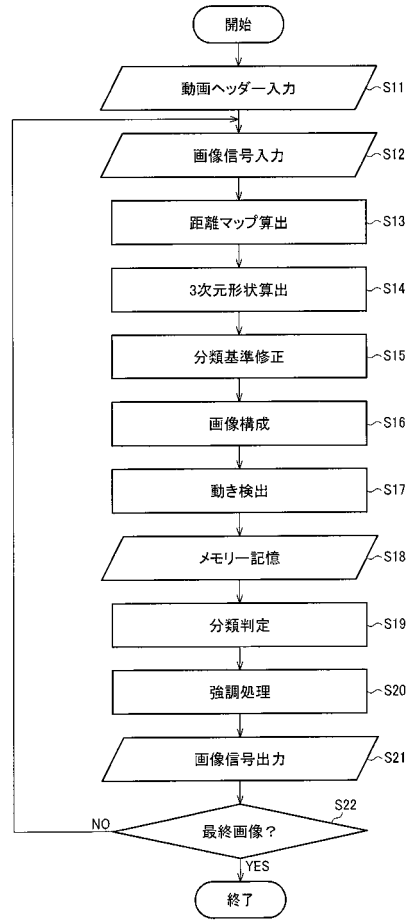 開始
動画ヘッダー入力 S11
画像信号入力 S12
距離マップ算出 S13
3次元形状算出 S14
分類基準修正 S15
画像構成 S16
動き検出 S17
メモリー記憶 S18
分類判定 S19
強調処理 S20
画像信号出力 S21
S22
NO 最終画像？
YES
終了